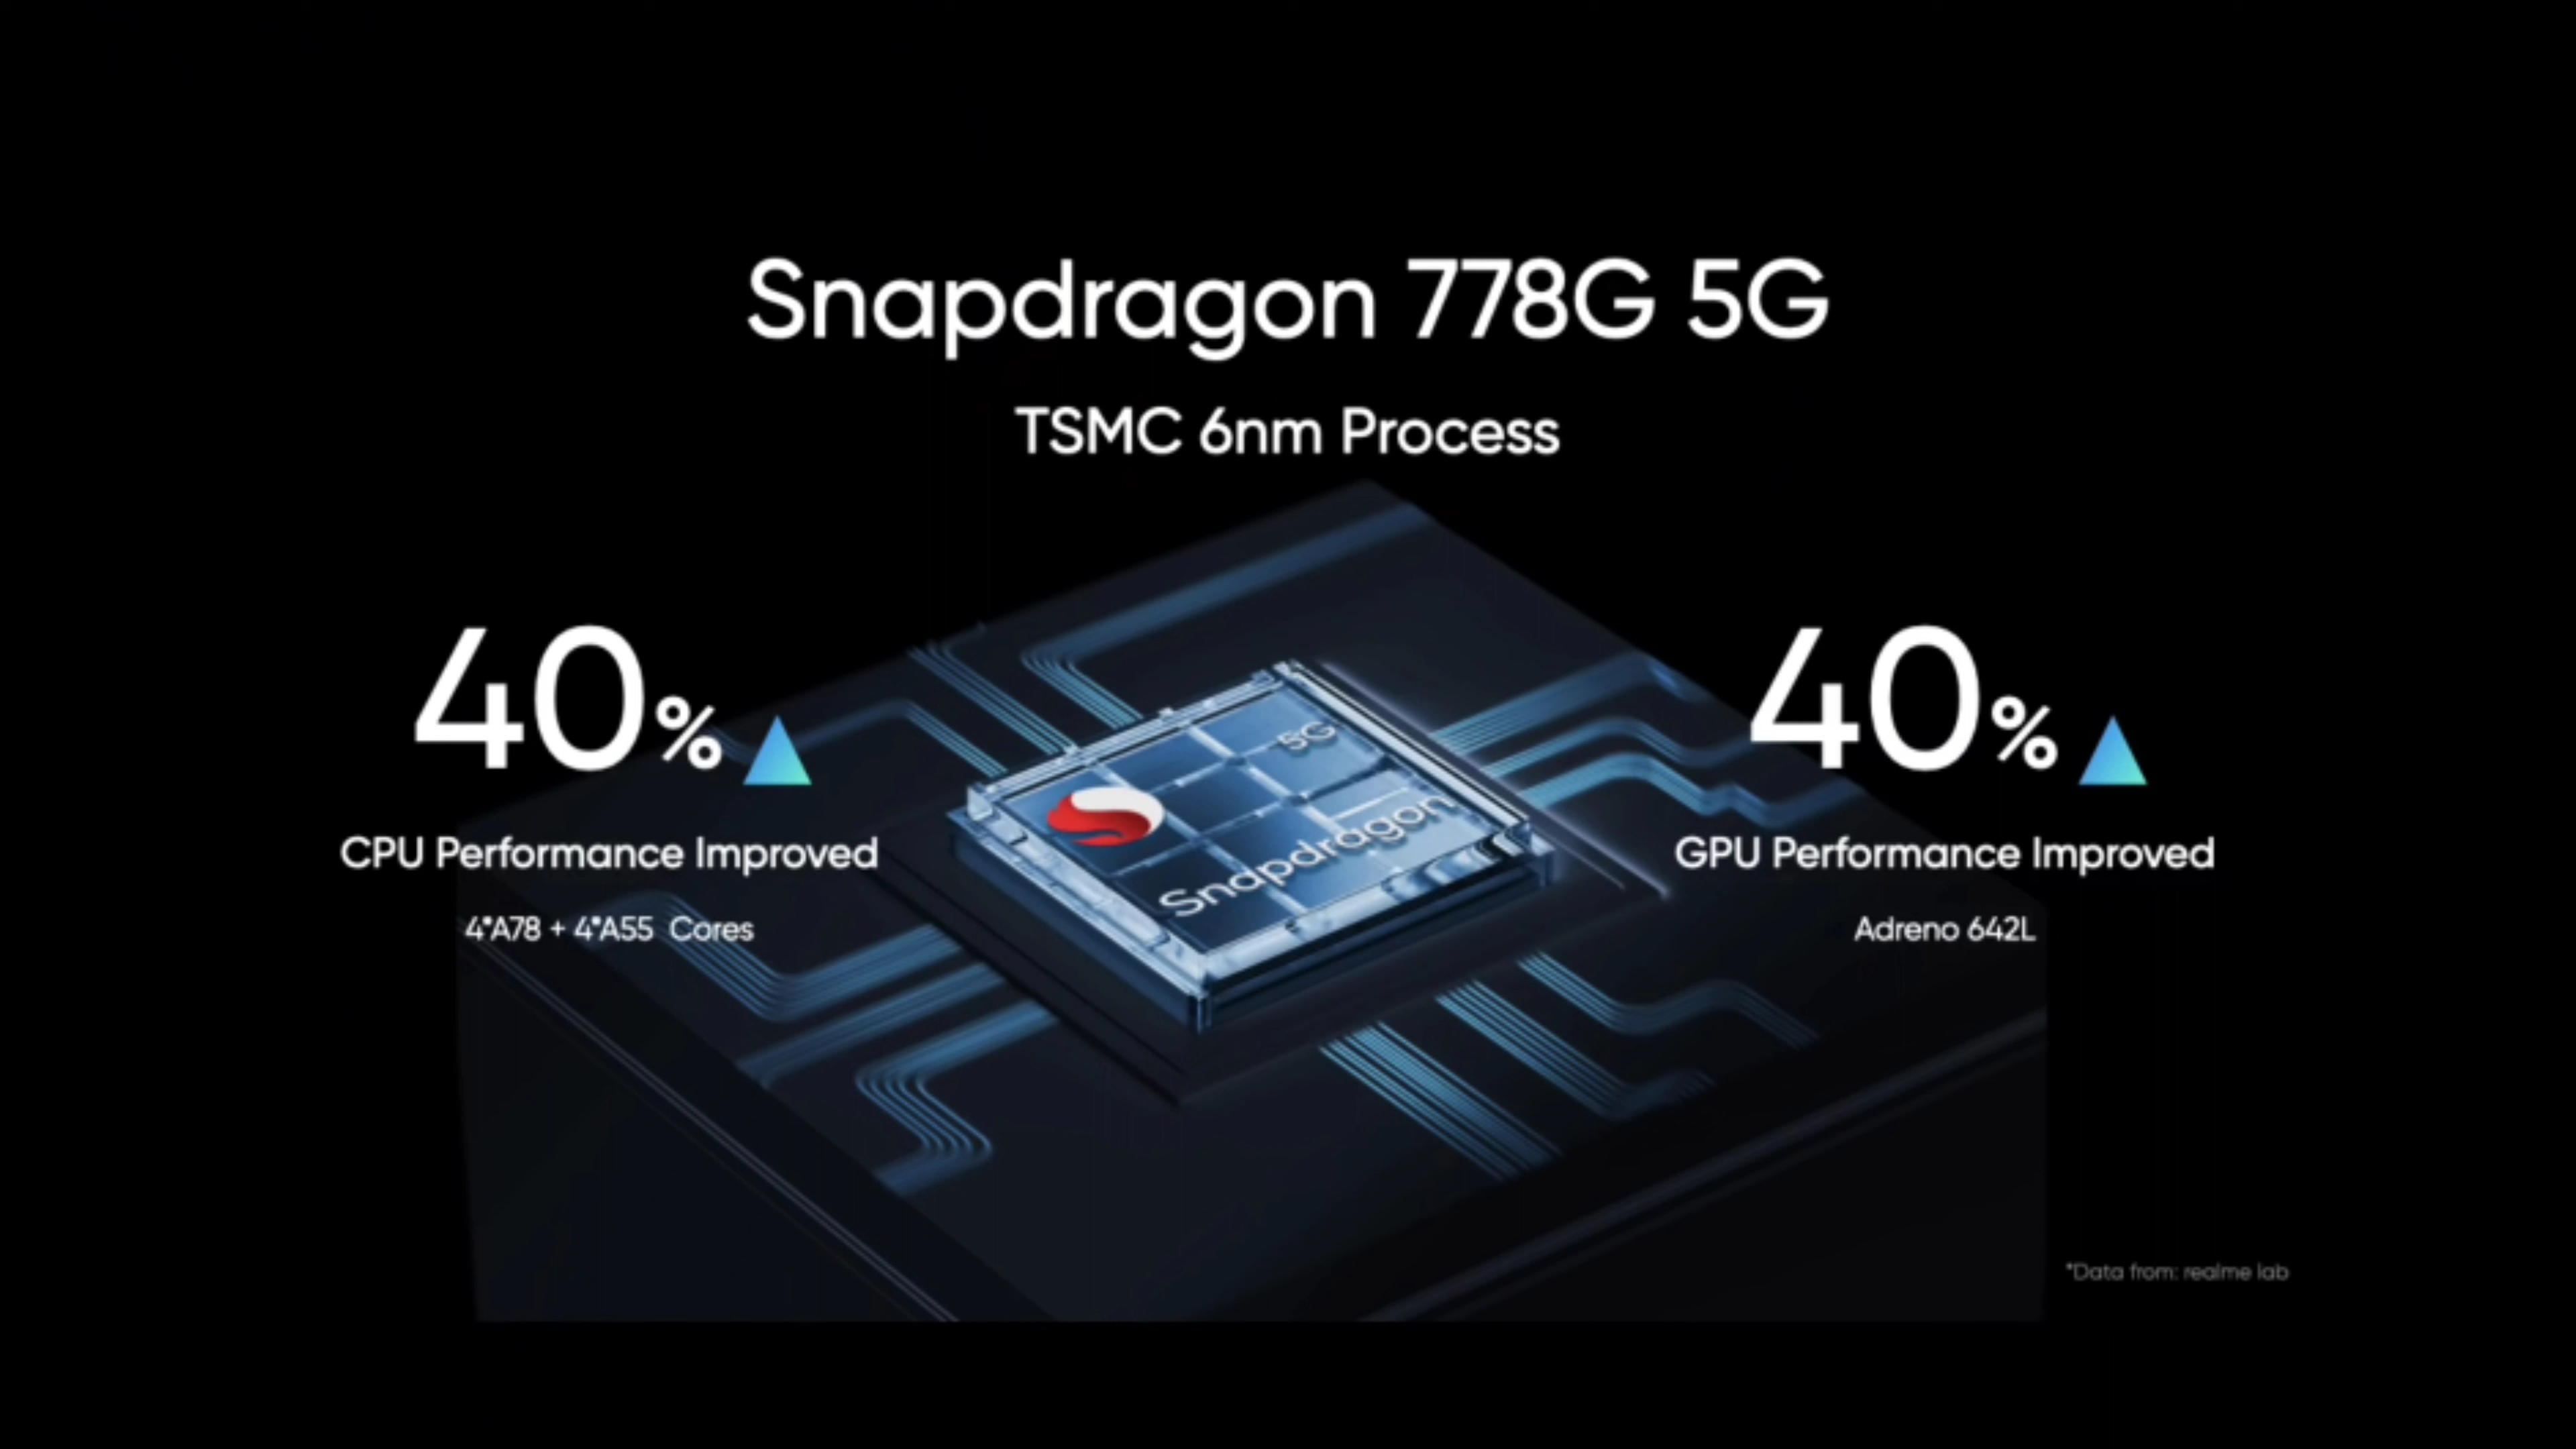 Snapdragon 778G 5G
TSMC 6nm Process
40%
CPU Performance Improved
4*A78 + 4*A55 Cores
5G
Snapdragon
40%
GPU Performance Improved
Adreno 642L
*Data from: realme lab